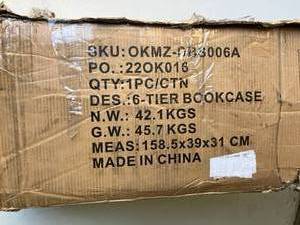 SKU: OKMZ-DBS006A
PO.: 22OK016
QTY:1PC/CTN
DES.:6-TIER BOOKCASE
N.W.: 42.1KGS
G.W.: 45.7KGS
MEAS: 158.5x39x31 CM
MADE IN CHINA